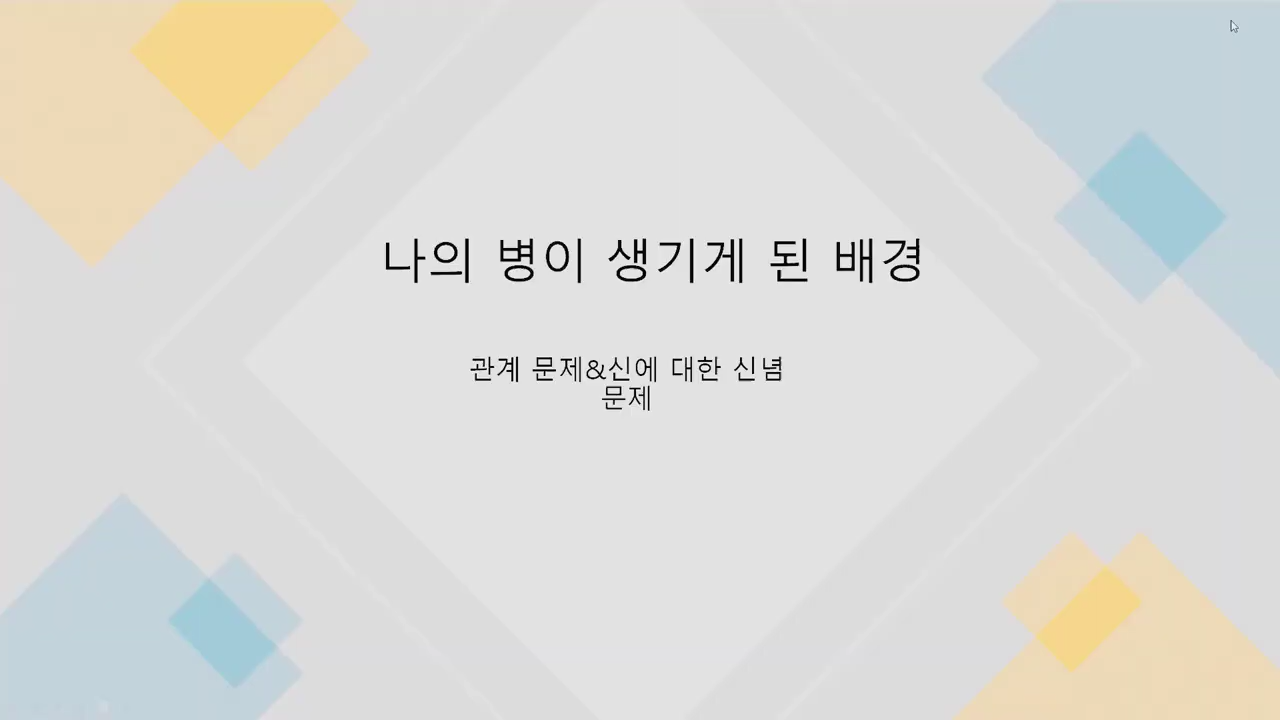 나의 병이 생기게 된 배경
관계 문제&신에 대한 신념
문제